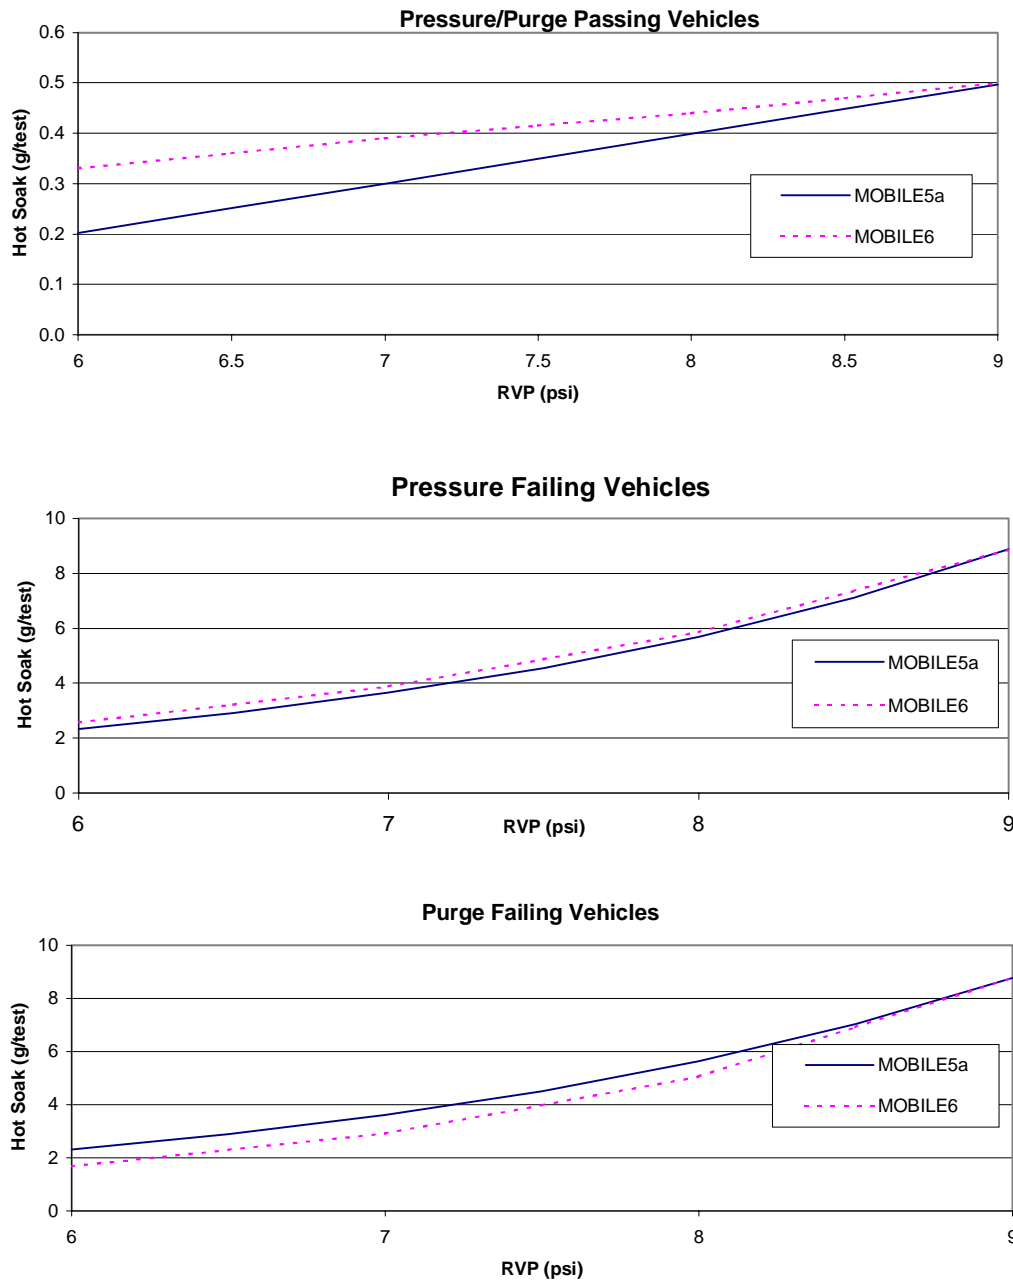 Pressure/Purge Passing Vehicles
0.6
0.5
0.4
0.3
0.2
0.1
0.0
Hot Soak (g/test)
MOBILE5a
MOBILE6
6 6.5 7 7.5 8 8.5 9
RVP (psi)
Pressure Failing Vehicles
10
8
6
4
2
0
Hot Soak (g/test)
MOBILE5a
MOBILE6
6 7 8 9
RVP (psi)
Purge Failing Vehicles
10
8
6
4
2
0
Hot Soak (g/test)
MOBILE5a
MOBILE6
6 7 8 9
RVP (psi)